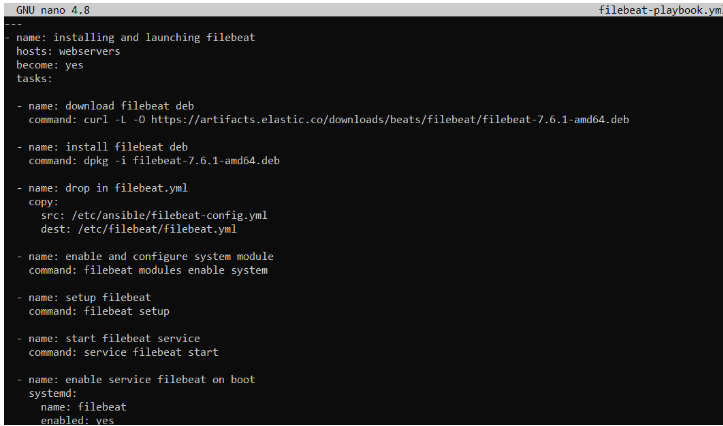 GNU nano 4.8 filebeat-playbook.yml
---
- name: installing and launching filebeat
  hosts: webservers
  become: yes
  tasks:

  - name: download filebeat deb
    command: curl -L -O https://artifacts.elastic.co/downloads/beats/filebeat/filebeat-7.6.1-amd64.deb

  - name: install filebeat deb
    command: dpkg -i filebeat-7.6.1-amd64.deb

  - name: drop in filebeat.yml
    copy:
      src: /etc/ansible/filebeat-config.yml
      dest: /etc/filebeat/filebeat.yml

  - name: enable and configure system module
    command: filebeat modules enable system

  - name: setup filebeat
    command: filebeat setup

  - name: start filebeat service
    command: service filebeat start

  - name: enable service filebeat on boot
    systemd:
      name: filebeat
      enabled: yes